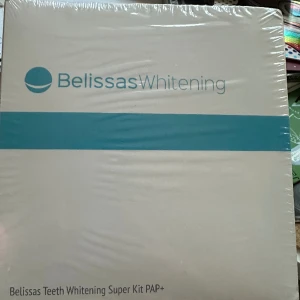 BelissasWhitening
Belissas Teeth Whitening Super Kit PAP+